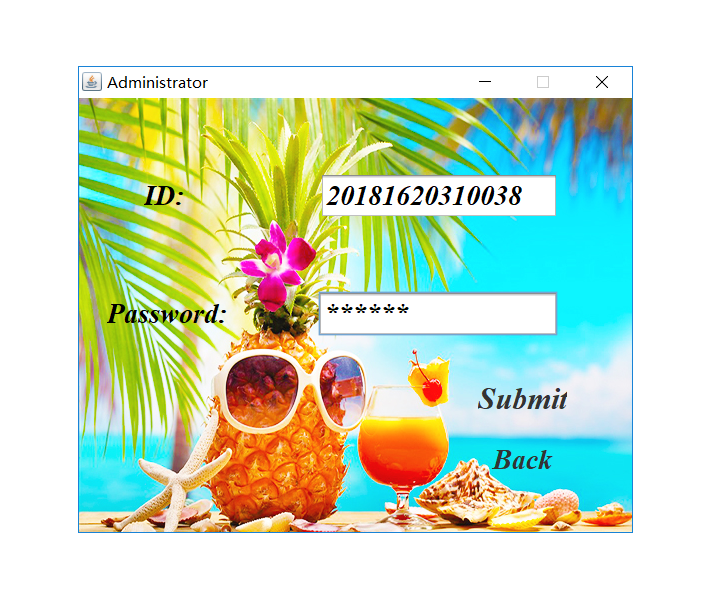 Administrator
ID: 20181620310038
Password: ******
Submit
Back